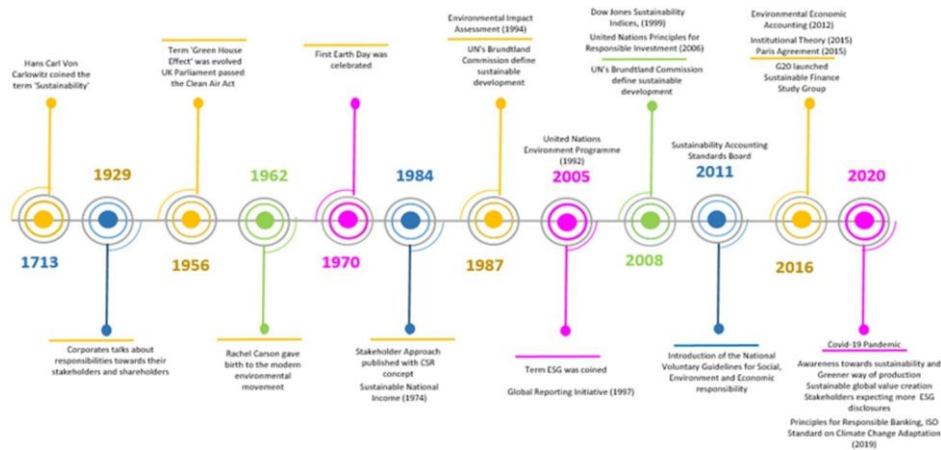 Hans Carl Von
Carlowitz coined the
term 'Sustainability'
Term 'Green House
Effect' was evolved
UK Parliament passed
the Clean Air Act
First Earth Day was
celebrated
Environmental Impact
Assessment (1994)
UN's Brundtland
Commission define
sustainable
development
Dow Jones Sustainability
Indices, (1999)
United Nations Principles for
Responsible Investment (2006)
UN's Brundtland Commission
define sustainable
development
Environmental Economic
Accounting (2012)
Institutional Theory (2015)
Paris Agreement (2015)
G20 launched
Sustainable Finance
Study Group
United Nations
Environment Programme
(1992)
Sustainability Accounting
Standards Board
1929
1962
1984
2005
2011
2020
1713
1956
1970
1987
2008
2016
Corporates talks about
responsibilities towards their
stakeholders and shareholders
Rachel Carson gave
birth to the modern
environmental
movement
Stakeholder Approach
published with CSR
concept
Sustainable National
Income (1974)
Term ESG was coined
Global Reporting Initiative (1997)
Introduction of the National
Voluntary Guidelines for Social,
Environment and Economic
responsibility
Covid-19 Pandemic
Awareness towards sustainability and
Greener way of production
Sustainable global value creation
Stakeholders expecting more ESG
disclosures
Principles for Responsible Banking, ISO
Standard on Climate Change Adaptation
(2019)